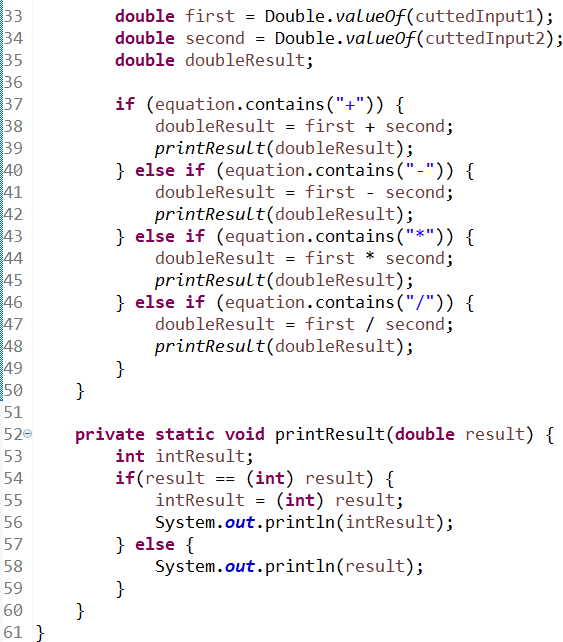 33         double first = Double.valueOf(cuttedInput1);
34         double second = Double.valueOf(cuttedInput2);
35         double doubleResult;
36
37         if (equation.contains("+")) {
38             doubleResult = first + second;
39             printResult(doubleResult);
40         } else if (equation.contains("-")) {
41             doubleResult = first - second;
42             printResult(doubleResult);
43         } else if (equation.contains("*")) {
44             doubleResult = first * second;
45             printResult(doubleResult);
46         } else if (equation.contains("/")) {
47             doubleResult = first / second;
48             printResult(doubleResult);
49         }
50     }
51
52     private static void printResult(double result) {
53         int intResult;
54         if(result == (int) result) {
55             intResult = (int) result;
56             System.out.println(intResult);
57         } else {
58             System.out.println(result);
59         }
60     }
61 }